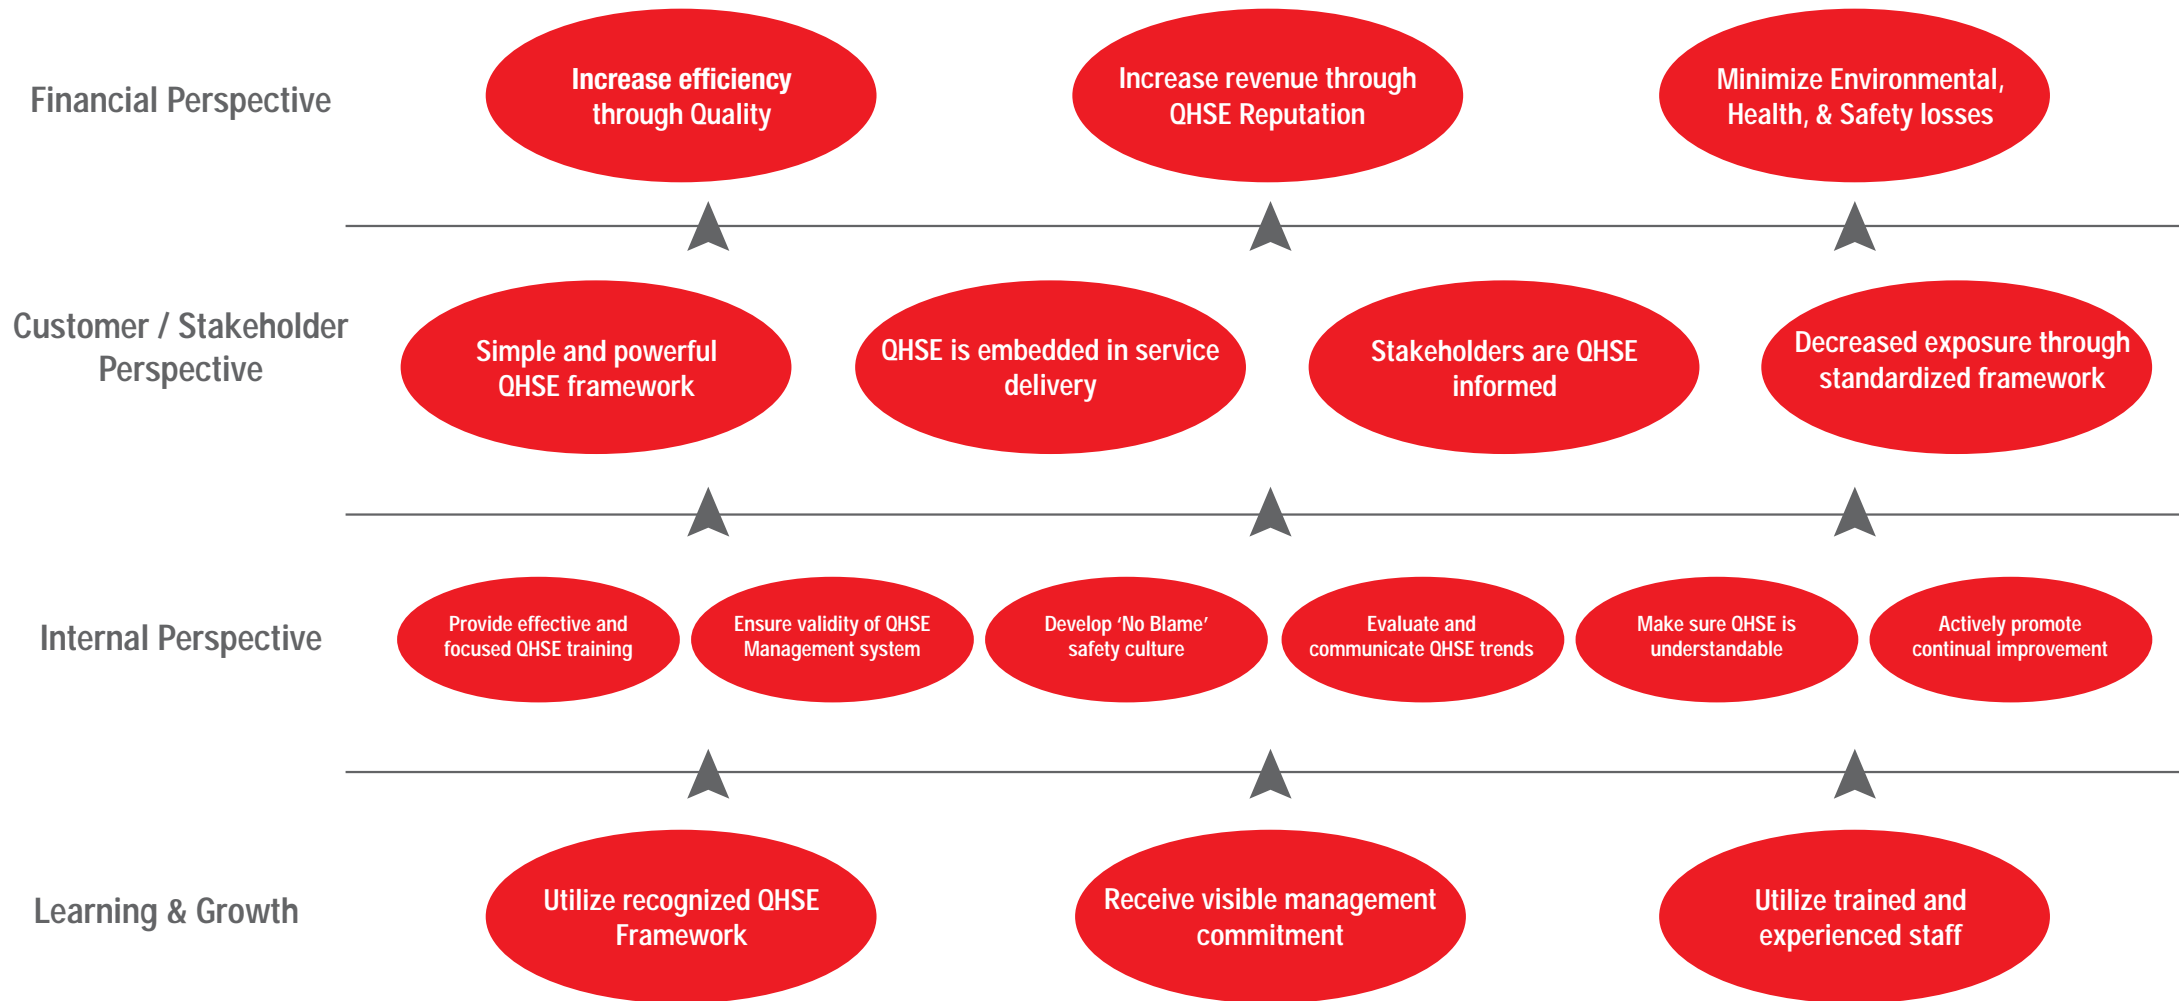 Financial Perspective
Increase efficiency
through Quality
Increase revenue through
QHSE Reputation
Minimize Environmental,
Health, & Safety losses
Customer / Stakeholder
Perspective
Simple and powerful
QHSE framework
QHSE is embedded in service
delivery
Stakeholders are QHSE
informed
Decreased exposure through
standardized framework
Internal Perspective
Provide effective and
focused QHSE training
Ensure validity of QHSE
Management system
Develop ‘No Blame’
safety culture
Evaluate and
communicate QHSE trends
Make sure QHSE is
understandable
Actively promote
continual improvement
Learning & Growth
Utilize recognized QHSE
Framework
Receive visible management
commitment
Utilize trained and
experienced staff